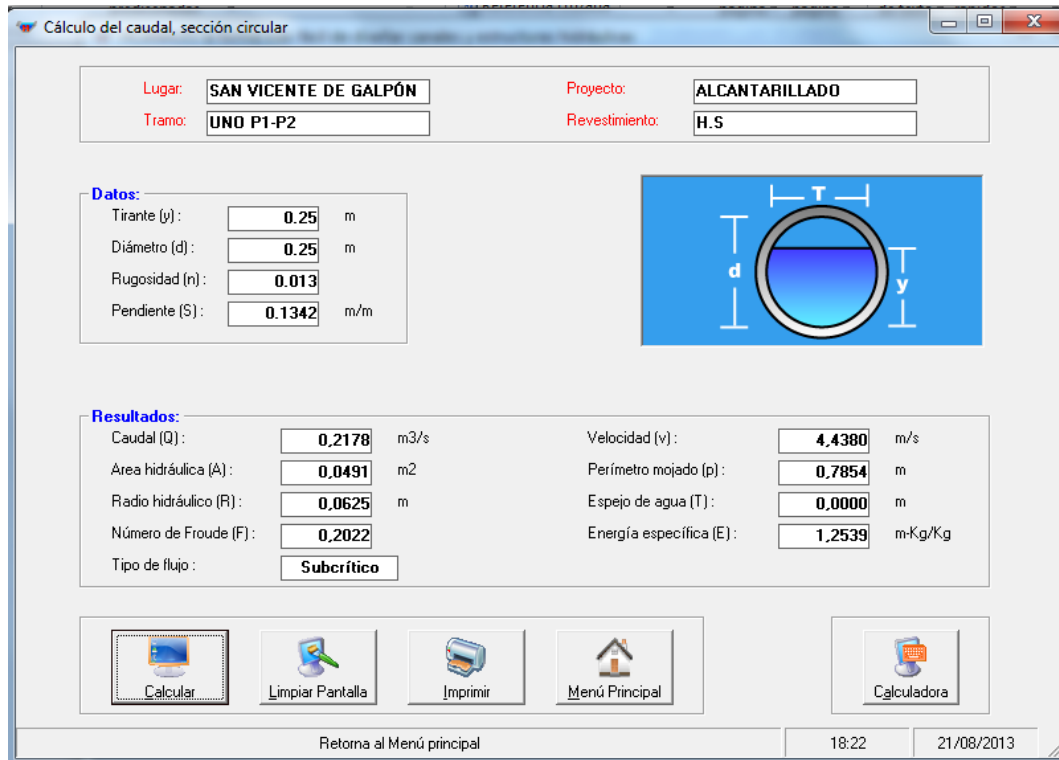 Cálculo del caudal, sección circular
Lugar: SAN VICENTE DE GALPÓN Proyecto: ALCANTARILLADO
Tramo: UNO P1-P2 Revestimiento: H.S
Datos:
Tirante (y) : 0.25 m
Diámetro (d) : 0.25 m
Rugosidad (n) : 0.013
Pendiente (S) : 0.1342 m/m
T
d
y
Resultados:
Caudal (Q) : 0,2178 m3/s Velocidad (v) : 4,4380 m/s
Area hidráulica (A) : 0,0491 m2 Perímetro mojado (p) : 0,7854 m
Radio hidráulico (R) : 0,0625 m Espejo de agua (T) : 0,0000 m
Número de Froude (F) : 0,2022 Energía específica (E) : 1,2539 m-Kg/Kg
Tipo de flujo : Subcrítico
Calcular Limpiar Pantalla Imprimir Menú Principal Calculadora
Retorna al Menú principal 18:22 21/08/2013